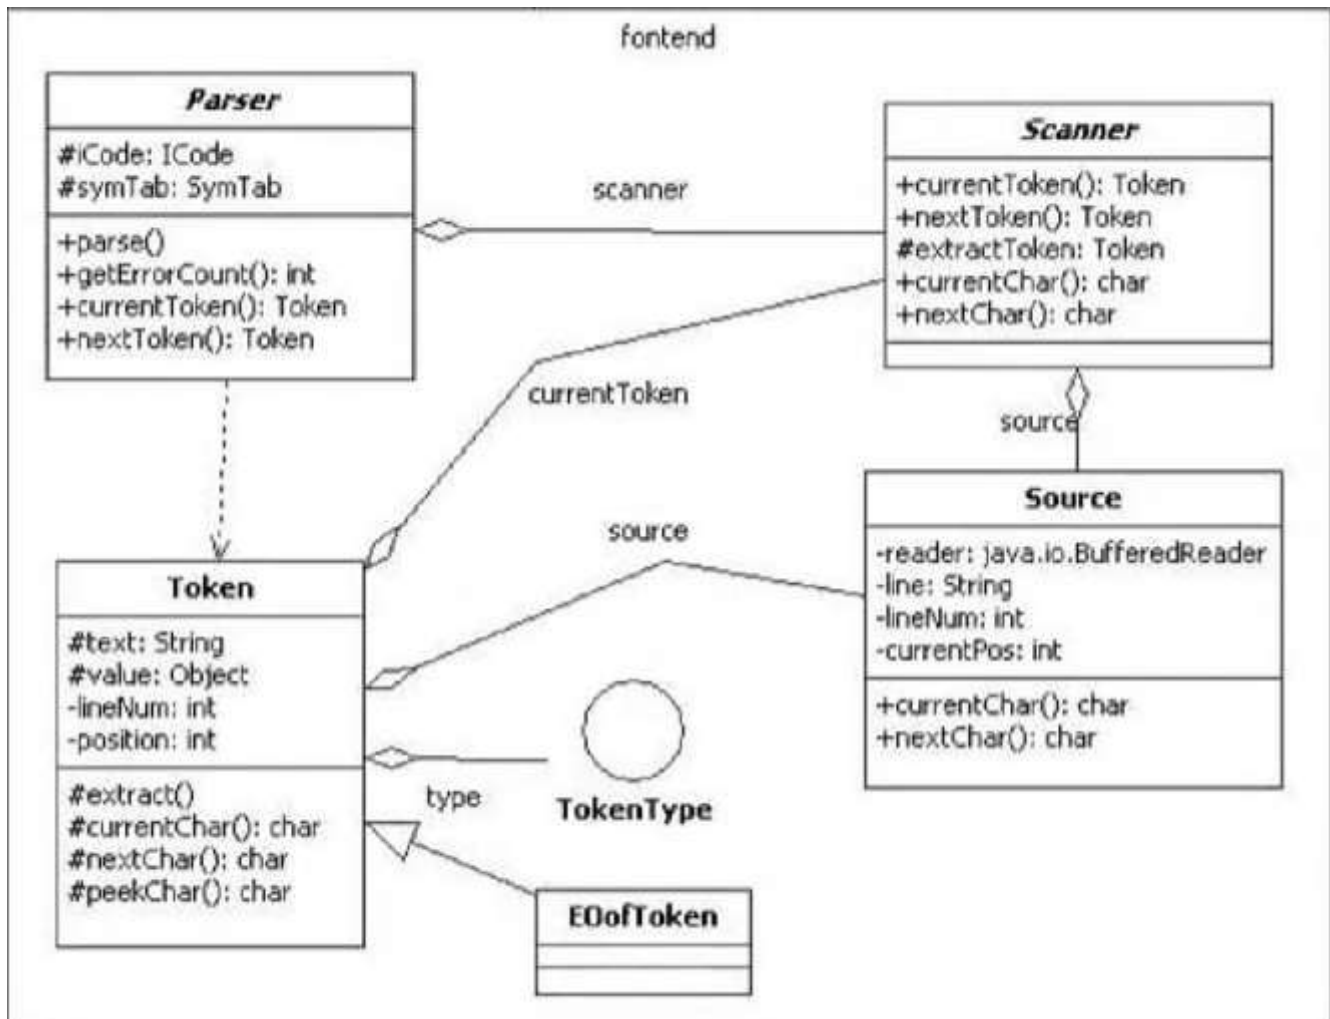 fontend
Parser
#iCode: ICode
#symTab: SymTab
+parse()
+getErrorCount(): int
+currentToken(): Token
+nextToken(): Token
scanner
Scanner
+currentToken(): Token
+nextToken(): Token
#extractToken: Token
+currentChar(): char
+nextChar(): char
currentToken
source
Source
-reader: java.io.BufferedReader
-line: String
-lineNum: int
-currentPos: int
+currentChar(): char
+nextChar(): char
source
Token
#text: String
#value: Object
-lineNum: int
-position: int
#extract()
#currentChar(): char
#nextChar(): char
#peekChar(): char
type
TokenType
EOofToken